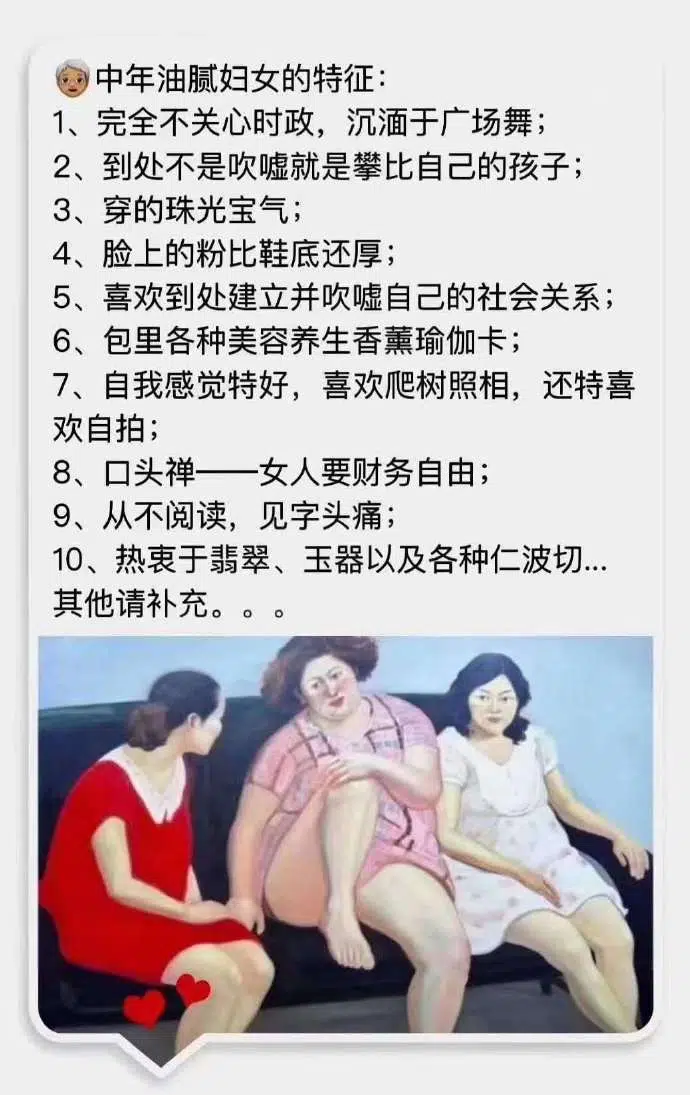 中年油腻妇女的特征：
1、完全不关心时政，沉湎于广场舞；
2、到处不是吹嘘就是攀比自己的孩子；
3、穿的珠光宝气；
4、脸上的粉比鞋底还厚；
5、喜欢到处建立并吹嘘自己的社会关系；
6、包里各种美容养生香薰瑜伽卡；
7、自我感觉特好，喜欢爬树照相，还特喜
欢自拍；
8、口头禅——女人要财务自由；
9、从不阅读，见字头痛；
10、热衷于翡翠、玉器以及各种仁波切...
其他请补充。。。